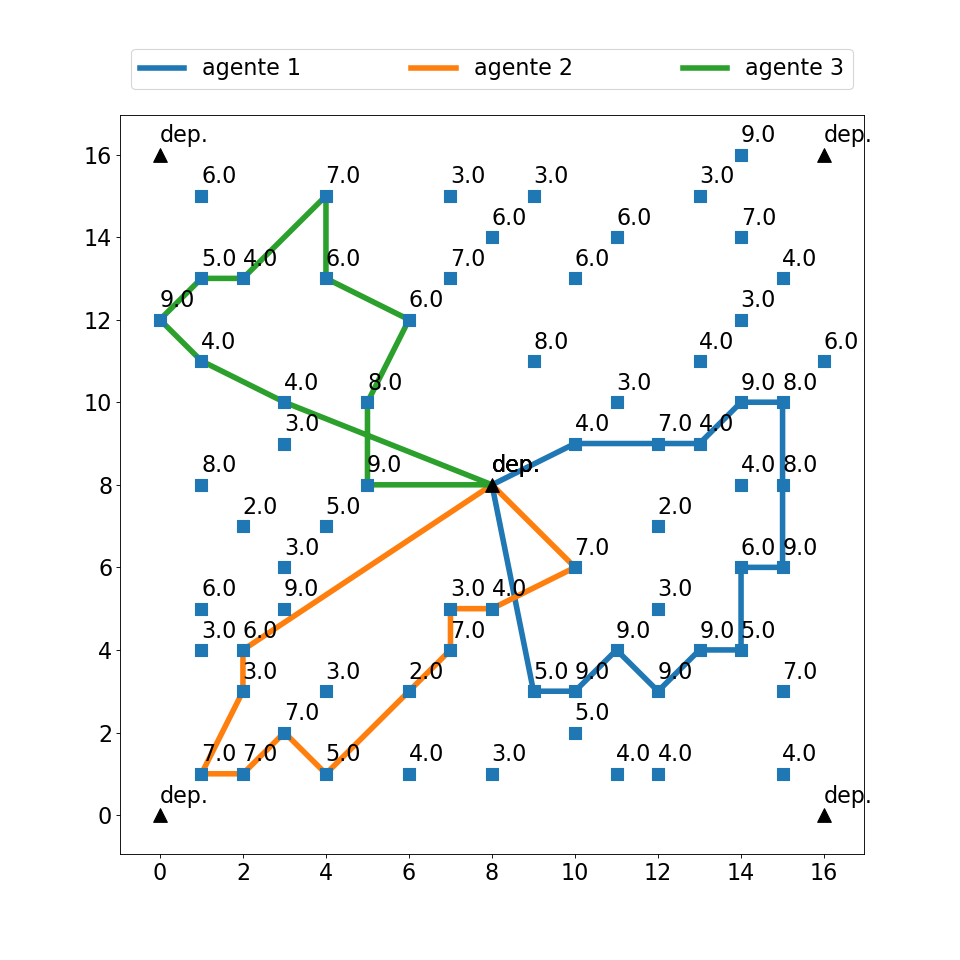 agente 1 agente 2 agente 3
dep. 9.0 dep.
16
6.0 7.0 3.0 3.0 3.0
6.0 6.0 7.0
14
5.0 4.0 6.0 7.0 6.0 4.0
9.0 6.0 3.0
12
4.0 8.0 4.0 6.0
4.0 8.0 3.0 9.0 8.0
10
3.0 4.0 7.0 4.0
8.0 9.0 dep. dep. 4.0 8.0
8
2.0 5.0 2.0
3.0 7.0 6.0 9.0
6
6.0 9.0 3.0 4.0 3.0
3.0 6.0 7.0 9.0 9.0 5.0
4
3.0 3.0 2.0 5.0 9.0 9.0 7.0
7.0 5.0
2
7.0 7.0 5.0 4.0 3.0 4.0 4.0 4.0
dep. dep.
0
0 2 4 6 8 10 12 14 16